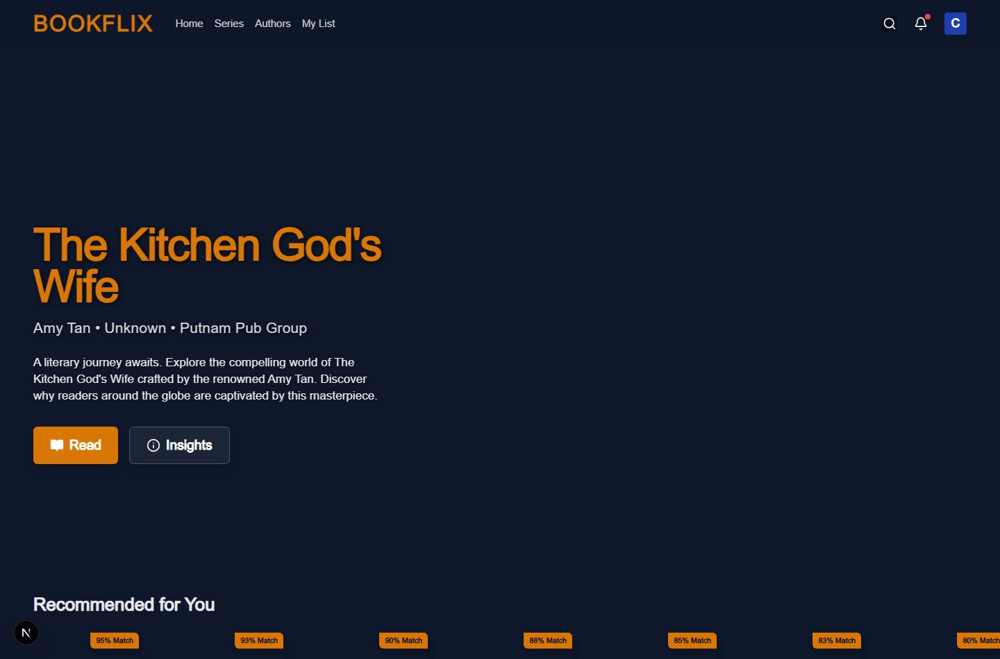 BOOKFLIX Home Series Authors My List C
The Kitchen God's
Wife
Amy Tan • Unknown • Putnam Pub Group
A literary journey awaits. Explore the compelling world of The
Kitchen God's Wife crafted by the renowned Amy Tan. Discover
why readers around the globe are captivated by this masterpiece.
Read Insights
Recommended for You
N
95% Match 93% Match 90% Match 88% Match 85% Match 83% Match 80% Match